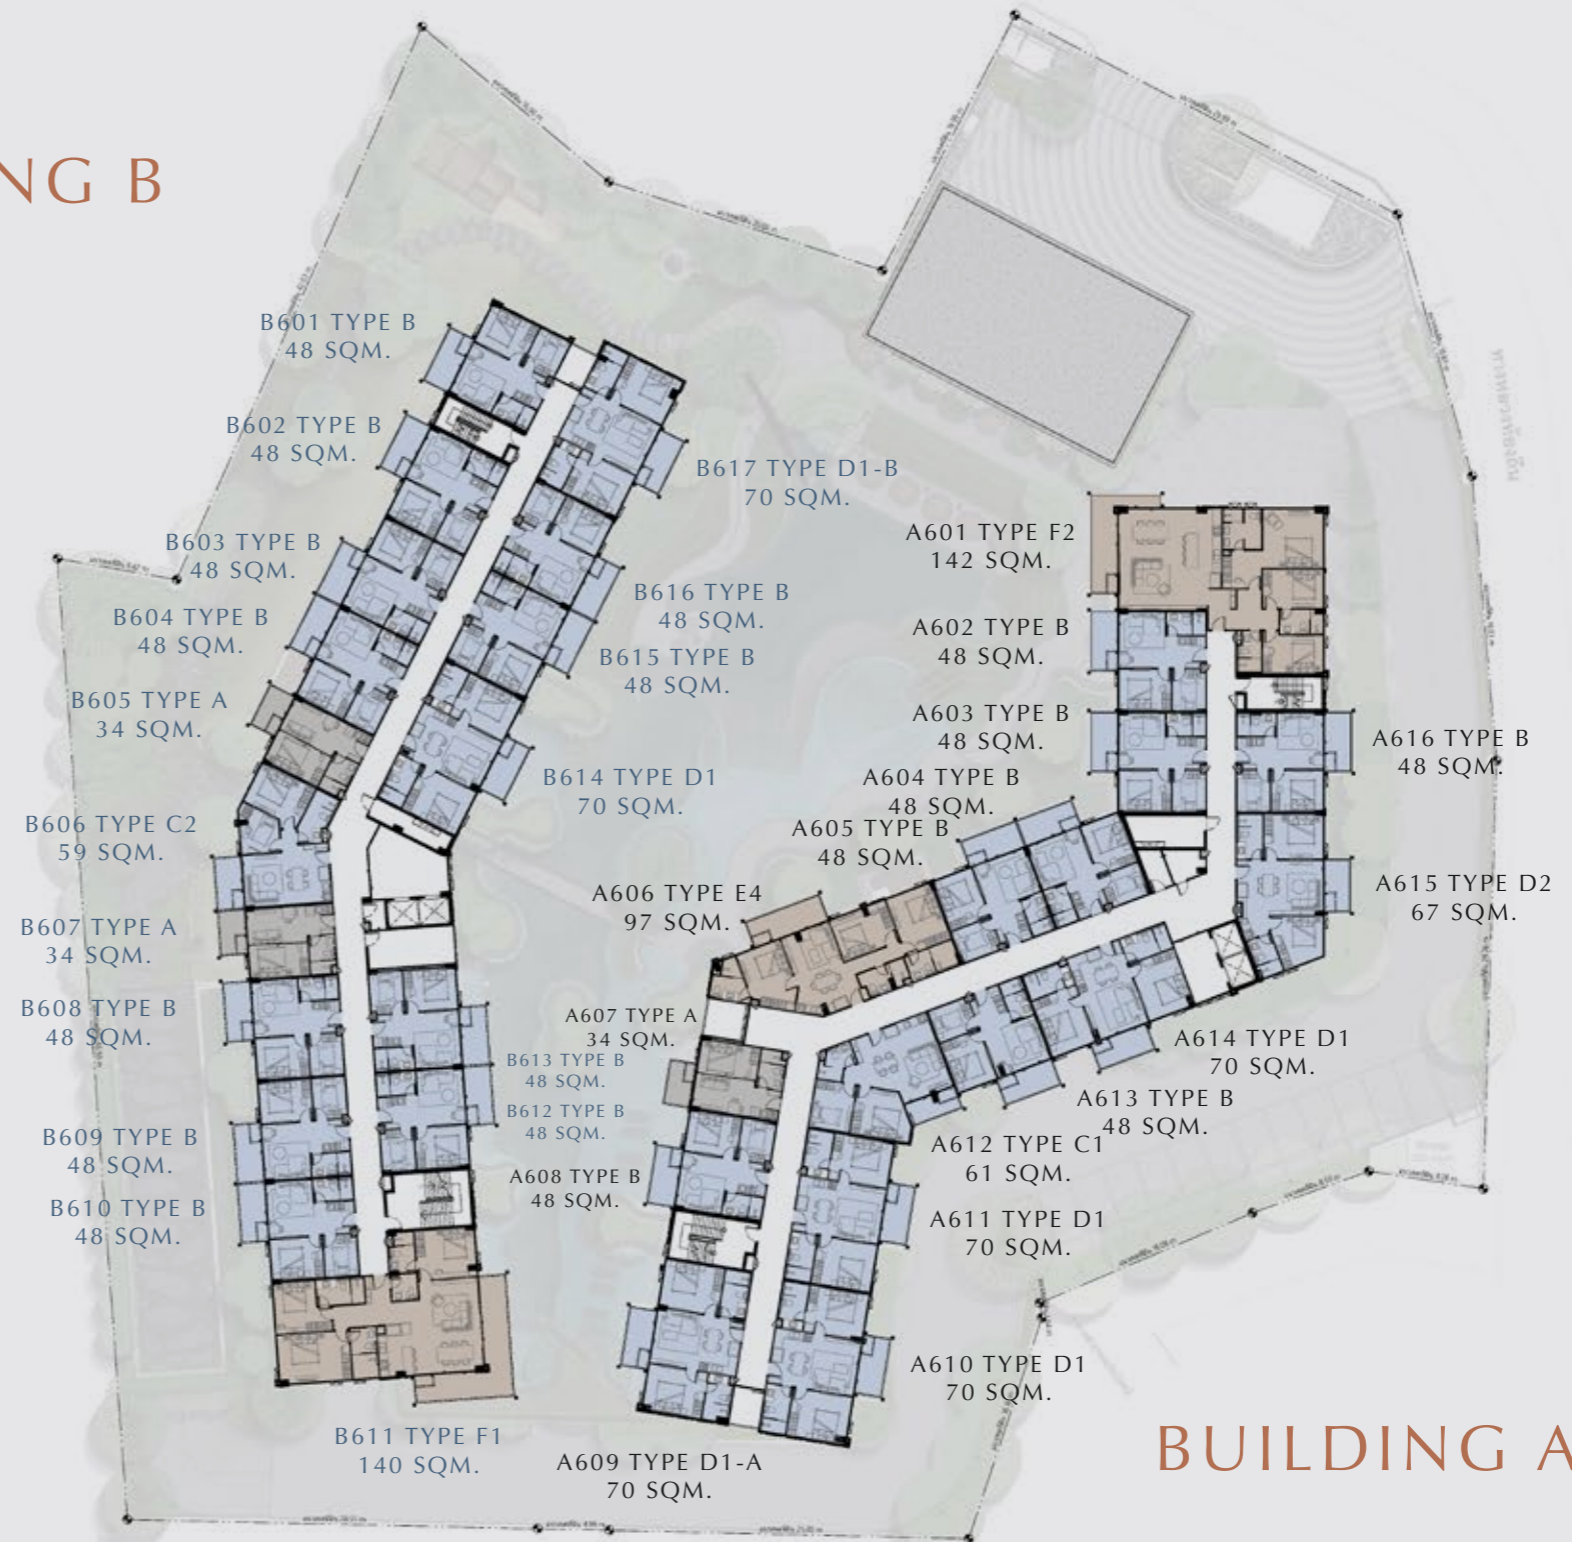 NG B
B601 TYPE B
48 SQM.
B602 TYPE B
48 SQM.
B603 TYPE B
48 SQM.
B604 TYPE B
48 SQM.
B605 TYPE A
34 SQM.
B606 TYPE C2
59 SQM.
B607 TYPE A
34 SQM.
B608 TYPE B
48 SQM.
B609 TYPE B
48 SQM.
B610 TYPE B
48 SQM.
B611 TYPE F1
140 SQM.
B617 TYPE D1-B
70 SQM.
B616 TYPE B
48 SQM.
B615 TYPE B
48 SQM.
B614 TYPE D1
70 SQM.
B613 TYPE B
48 SQM.
B612 TYPE B
48 SQM.
A601 TYPE F2
142 SQM.
A602 TYPE B
48 SQM.
A603 TYPE B
48 SQM.
A604 TYPE B
48 SQM.
A605 TYPE B
48 SQM.
A606 TYPE E4
97 SQM.
A607 TYPE A
34 SQM.
A608 TYPE B
48 SQM.
A609 TYPE D1-A
70 SQM.
A616 TYPE B
48 SQM.
A615 TYPE D2
67 SQM.
A614 TYPE D1
70 SQM.
A613 TYPE B
48 SQM.
A612 TYPE C1
61 SQM.
A611 TYPE D1
70 SQM.
A610 TYPE D1
70 SQM.
BUILDING A